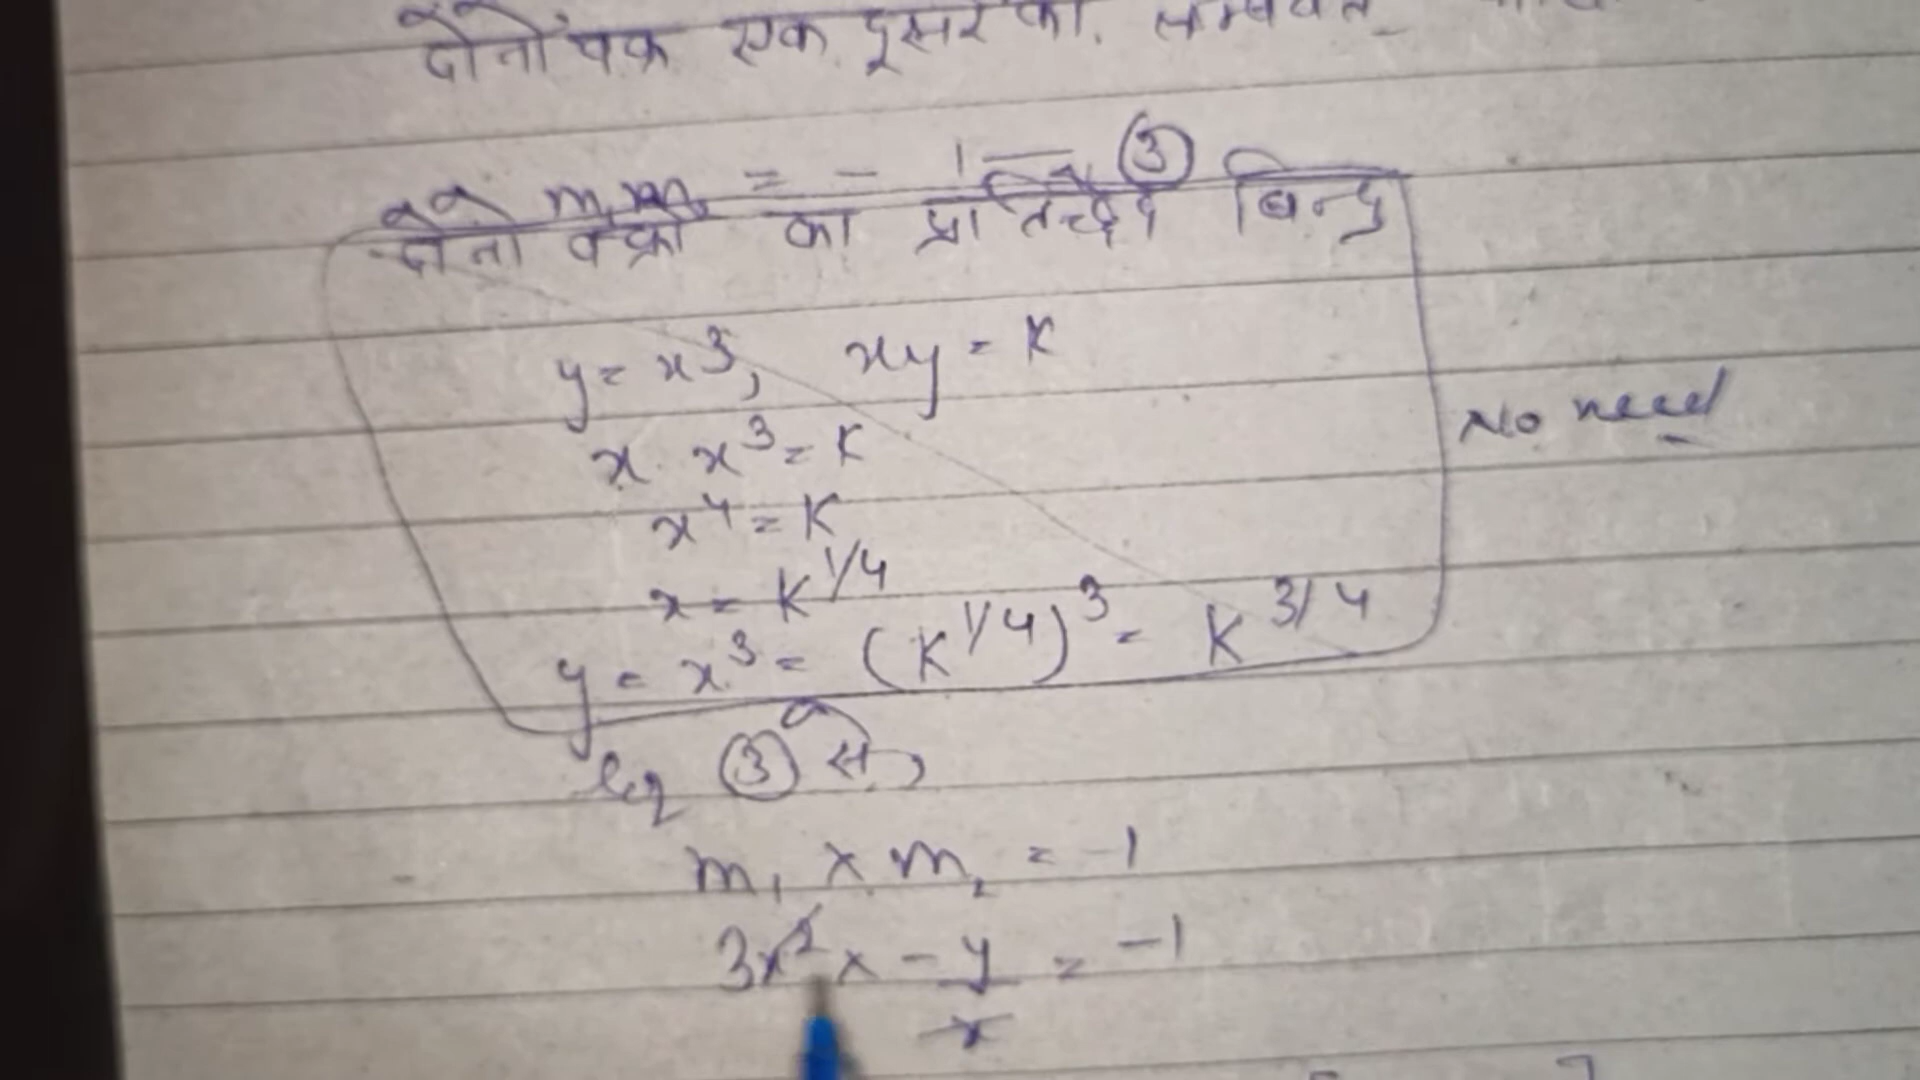 दोनों वक्र एक दूसरे को
m₁m₂ = - 1 — ③
दोनों वक्रो का प्रतिच्छेद बिन्दु
y = x³, xy = K
x. x³ = K
x⁴ = K
No need
x = K^1/4
y = x³ = (K^1/4)³ = K^3/4
eq ③ से,
m₁ × m₂ = -1
3x² × - y/x = -1